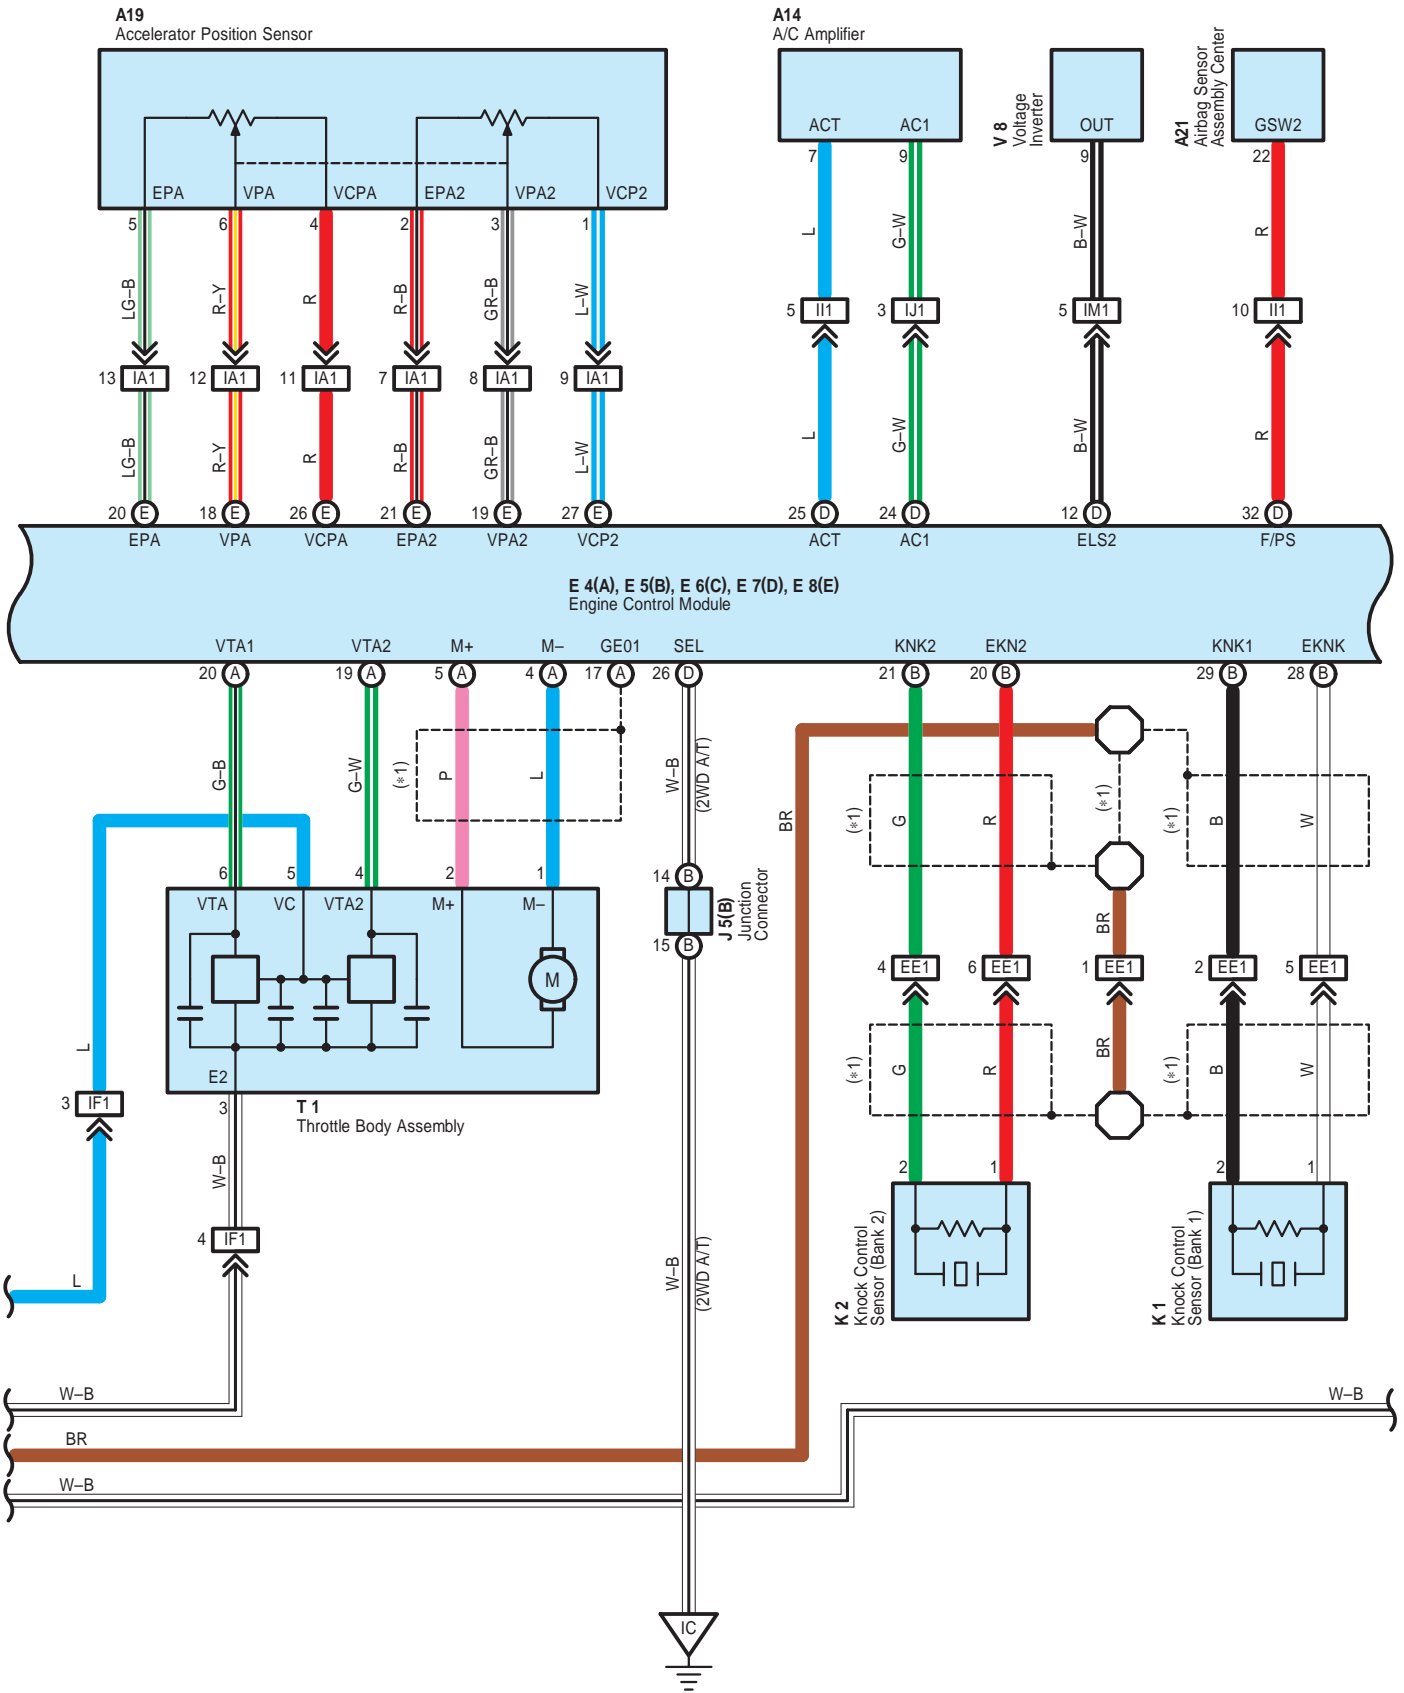 A19
Accelerator Position Sensor
A14
A/C Amplifier
V 8
Voltage
Inverter
A21
Airbag Sensor
Assembly Center
ACT AC1 OUT GSW2
EPA VPA VCPA EPA2 VPA2 VCP2
7 9 9 22
5 6 4 2 3 1
L G–W B–W R
LG–B R–Y R R–B GR–B L–W
5 II1 3 IJ1 5 IM1 10 II1
13 IA1 12 IA1 11 IA1 7 IA1 8 IA1 9 IA1
LG–B R–Y R R–B GR–B L–W L G–W B–W R
20 E 18 E 26 E 21 E 19 E 27 E 25 D 24 D 12 D 32 D
EPA VPA VCPA EPA2 VPA2 VCP2 ACT AC1 ELS2 F/PS
E 4(A), E 5(B), E 6(C), E 7(D), E 8(E)
Engine Control Module
VTA1 VTA2 M+ M– GE01 SEL KNK2 EKN2 KNK1 EKNK
20 A 19 A 5 A 4 A 17 A 26 D 21 B 20 B 29 B 28 B
G–B G–W (*1) P L W–B (2WD A/T) BR (*1) G R (*1) (*1) B W
6 5 4 2 1 14 B
VTA VC VTA2 M+ M–
J 5(B)
Junction
Connector
15 B
BR
4 EE1 6 EE1 1 EE1 2 EE1 5 EE1
M
L
(*1) G R BR (*1) B W
E2
3 IF1
3
T 1
Throttle Body Assembly
W–B
2 1 2 1
4 IF1
W–B (2WD A/T)
K 2
Knock Control
Sensor (Bank 2)
K 1
Knock Control
Sensor (Bank 1)
L
W–B W–B
BR
W–B
IC